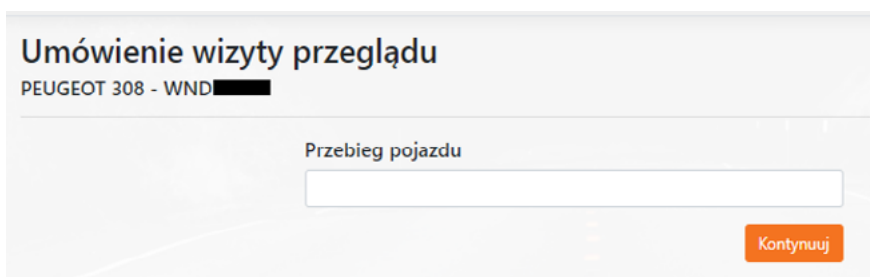 Umówienie wizyty przeglądu
PEUGEOT 308 - WND
Przebieg pojazdu
Kontynuuj